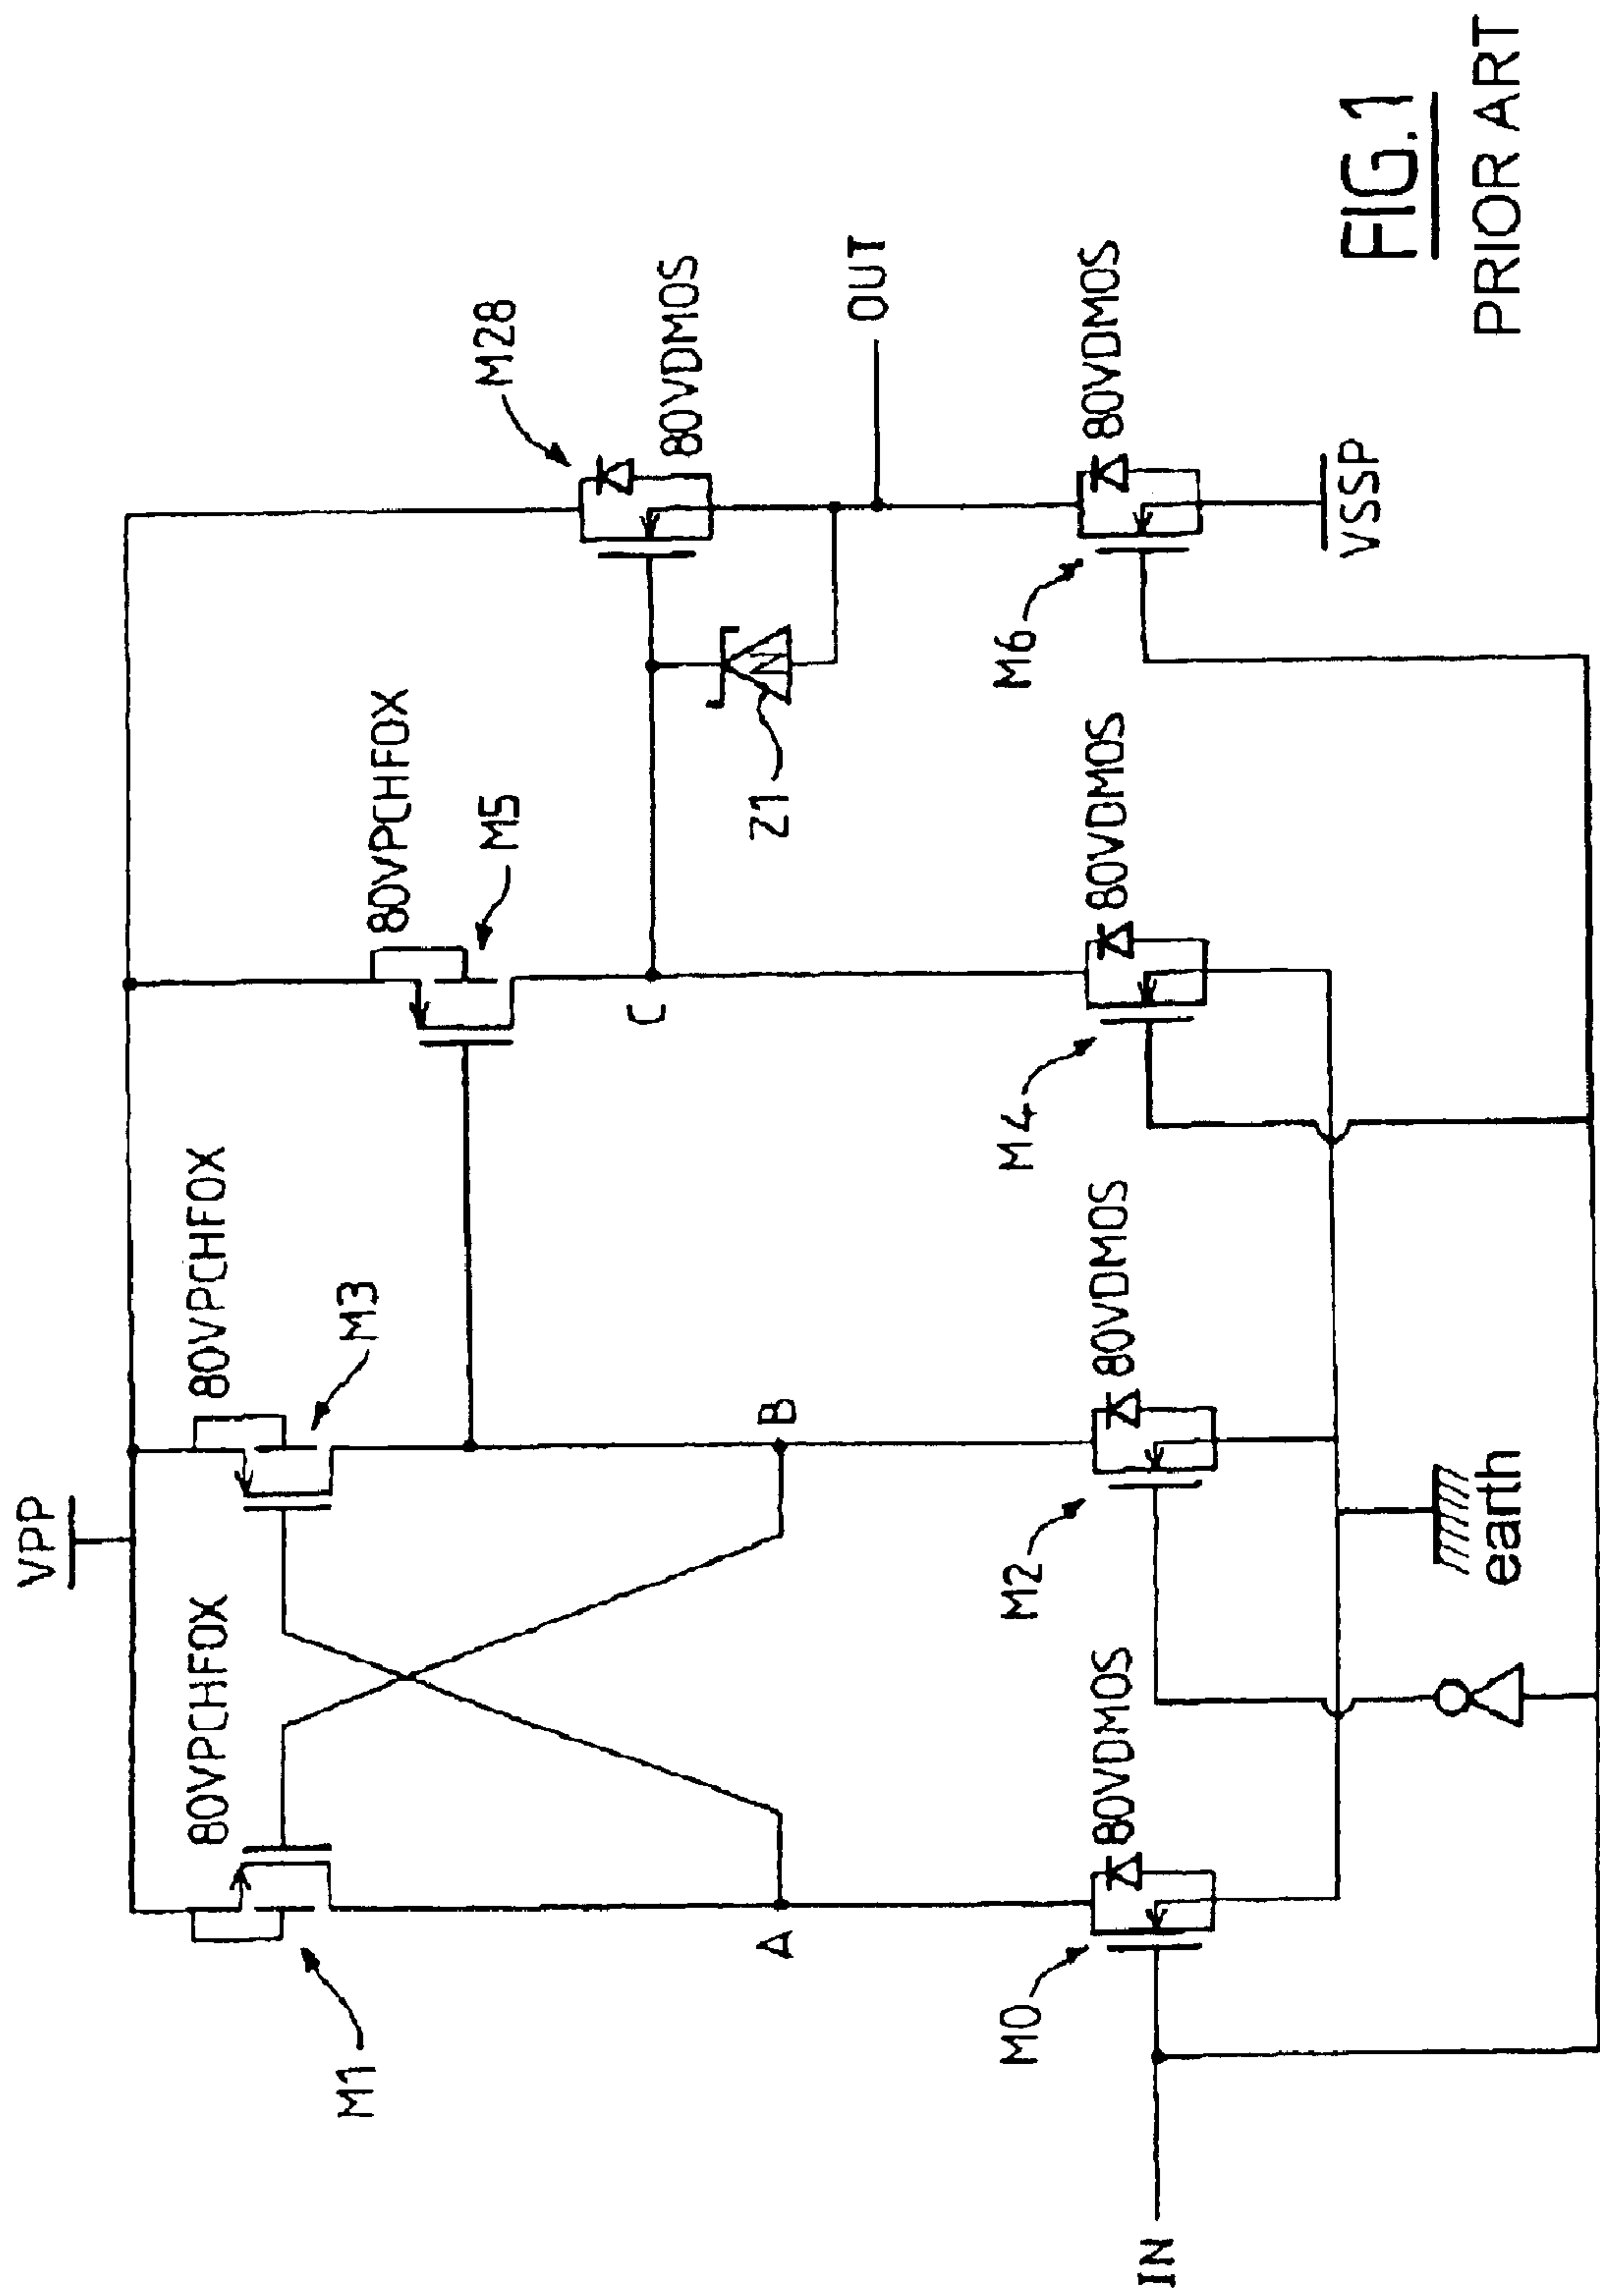 VPP
80VPCHFOX
M1
80VPCHFOX
M3
80VPCHFOX
M5
M28
80VDMOS
Z1
OUT
A
B
C
M0
80VDMOS
M2
80VDMOS
M4
80VDMOS
M6
80VDMOS
IN
earth
VSSP
FIG.1
PRIOR ART